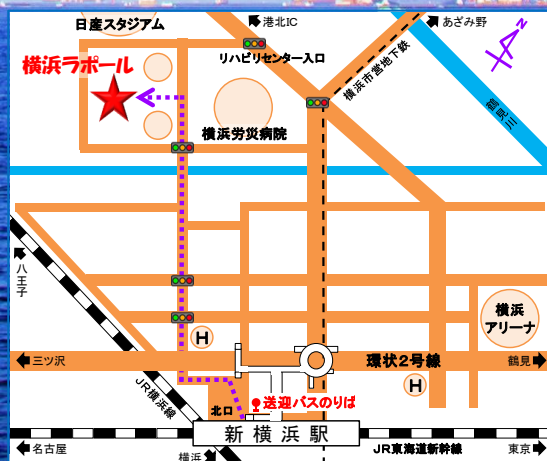 日産スタジアム
港北IC
あざみ野
N
リハビリセンター入口
横浜ラポール
横浜市営地下鉄
鶴見川
横浜労災病院
八王子
横浜
アリーナ
H
三ツ沢
環状2号線
鶴見
H
JR横浜線
北口
送迎バスのりば
新横浜駅
名古屋
横浜
JR東海道新幹線
東京